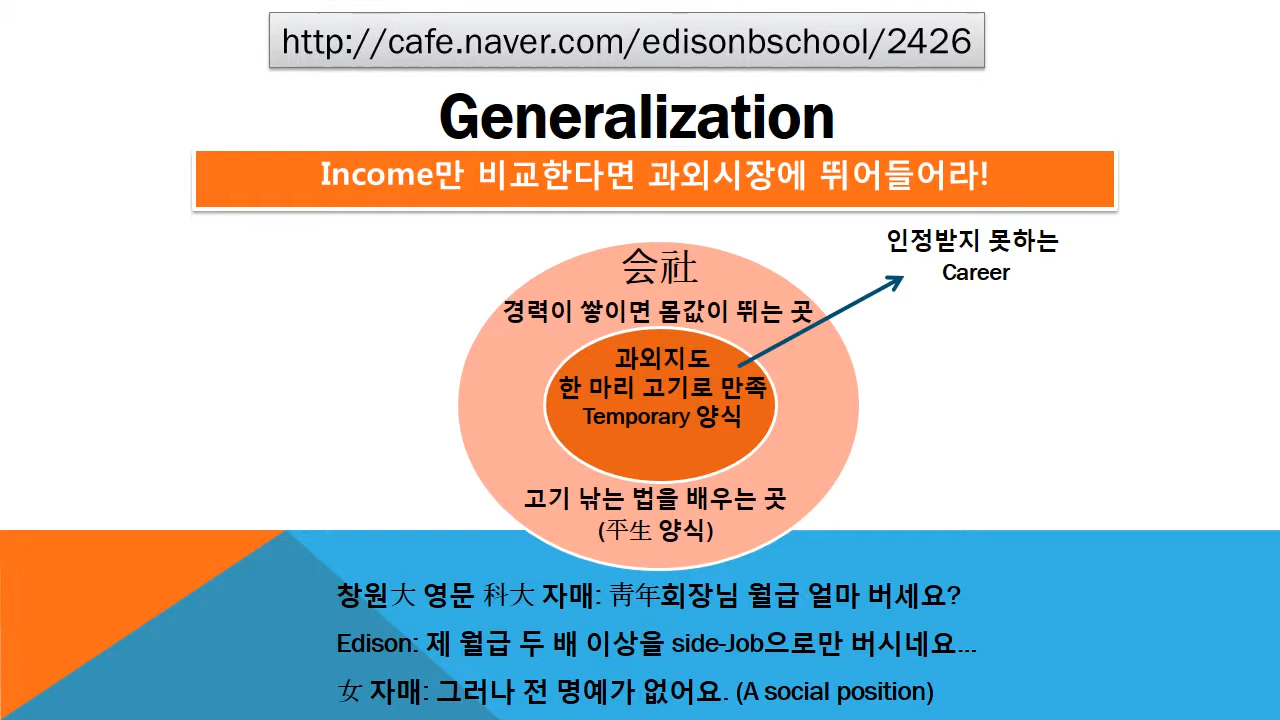 http://cafe.naver.com/edisonbschool/2426
Generalization
Income만 비교한다면 과외시장에 뛰어들어라!
인정받지 못하는
Career
会社
경력이 쌓이면 몸값이 뛰는 곳
과외지도
한 마리 고기로 만족
Temporary 양식
고기 낚는 법을 배우는 곳
(平生 양식)
창원大 영문 科大 자매: 靑年회장님 월급 얼마 버세요?
Edison: 제 월급 두 배 이상을 side-Job으로만 버시네요...
女 자매: 그러나 전 명예가 없어요. (A social position)